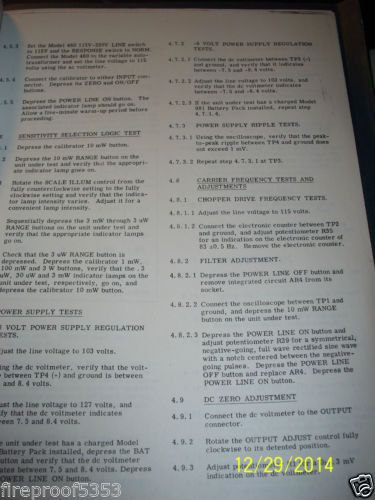 4.5.3 Set the Model 460 115V-230V LINE switch
to 115V and the RESPONSE switch to NORM.
Connect the Model 460 to the variable auto-
transformer and set the line voltage to 115
volts using the ac voltmeter.
5.4 Connect the calibrator to either INPUT con-
nector. Depress its ZERO and ON/OFF
buttons.
Depress the POWER LINE ON button. The
associated indicator lamp should go on.
Allow a five-minute warm-up period before
proceeding.
SENSITIVITY SELECTION LOGIC TEST
Depress the calibrator 10 mW button.
Depress the 10 mW RANGE button on the
unit under test and verify that the appropri-
ate indicator lamp goes on.
Rotate the SCALE ILLUM control from the
fully counterclockwise setting to the fully
clockwise setting and verify that the indica-
tor lamp intensity varies. Adjust it for a
convenient lamp intensity.
Sequentially depress the 3 mW through 3 uW
RANGE buttons on the unit under test and
verify that the appropriate indicator lamps
go on.
Check that the 3 uW RANGE button is
depressed. Depress the calibrator 1 mW,
100 mW and 3 W buttons, verify that the .3
uW, 30 uW and 3 mW indicator lamps on the
unit under test, respectively, go on, and
depress the calibrator 10 mW button.
POWER SUPPLY TESTS
VOLT POWER SUPPLY REGULATION
TESTS.
just the line voltage to 103 volts.
ng the dc voltmeter, verify that the volt-
between TP4 (-) and ground is between
and 8.4 volts.
just the line voltage to 127 volts, and
ify that the dc voltmeter indicates
ween 7.5 and 8.4 volts.
e unit under test has a charged Model
Battery Pack installed, depress the BAT
button and verify that the dc voltmeter
cates between 7.5 and 8.4 volts. Depress
POWER LINE ON button.
4.7.2 -8 VOLT POWER SUPPLY REGULATION
TESTS.
4.7.2.1 Connect the dc voltmeter between TP3 (-)
and ground, and verify that it indicates
between -7.5 and -8.4 volts.
4.7.2.2 Adjust the line voltage to 103 volts, and
verify that the dc voltmeter indicates
between -7.5 and -8.4 volts.
4.7.2.3 If the unit under test has a charged Model
981 Battery Pack installed, repeat step
4.7.1.4.
4.7.3 POWER SUPPLY RIPPLE TESTS.
4.7.3.1 Using the oscilloscope, verify that the peak-
to-peak ripple between TP4 and ground does
not exceed 1 mV.
4.7.3.2 Repeat step 4.7.3.1 at TP3.
4.8 CARRIER FREQUENCY TESTS AND
ADJUSTMENTS
4.8.1 CHOPPER DRIVE FREQUENCY TESTS.
4.8.1.1 Adjust the line voltage to 115 volts.
4.8.1.2 Connect the electronic counter between TP2
and ground, and adjust potentiometer R35
for an indication on the electronic counter of
83 ±0.5 Hz. Remove the electronic counter.
4.8.2 FILTER ADJUSTMENT.
4.8.2.1 Depress the POWER LINE OFF button and
remove integrated circuit AR4 from its
socket.
4.8.2.2 Connect the oscilloscope between TP1 and
ground, and depress the 10 mW RANGE
button on the unit under test.
4.8.2.3 Depress the POWER LINE ON button and
adjust potentiometer R39 for a symmetrical,
negative-going, full wave rectified sine wave
with a notch centered between the negative-
going pulses. Depress the POWER LINE
OFF button and replace AR4. Depress the
POWER LINE ON button.
4.9 DC ZERO ADJUSTMENT
4.9.1 Connect the dc voltmeter to the OUTPUT
connector.
4.9.2 Rotate the OUTPUT ADJUST control fully
clockwise to its detented position.
4.9.3 Adjust
indication
mV
12/29/2014
fireproof5353
fireproof5353